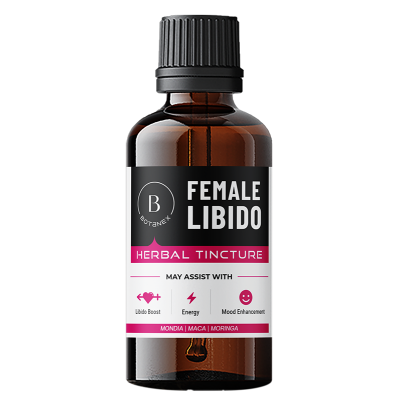 B
BOTANEX
FEMALE
LIBIDO
HERBAL TINCTURE
MAY ASSIST WITH
Libido Boost
Energy
Mood Enhancement
MONDIA | MACA | MORINGA